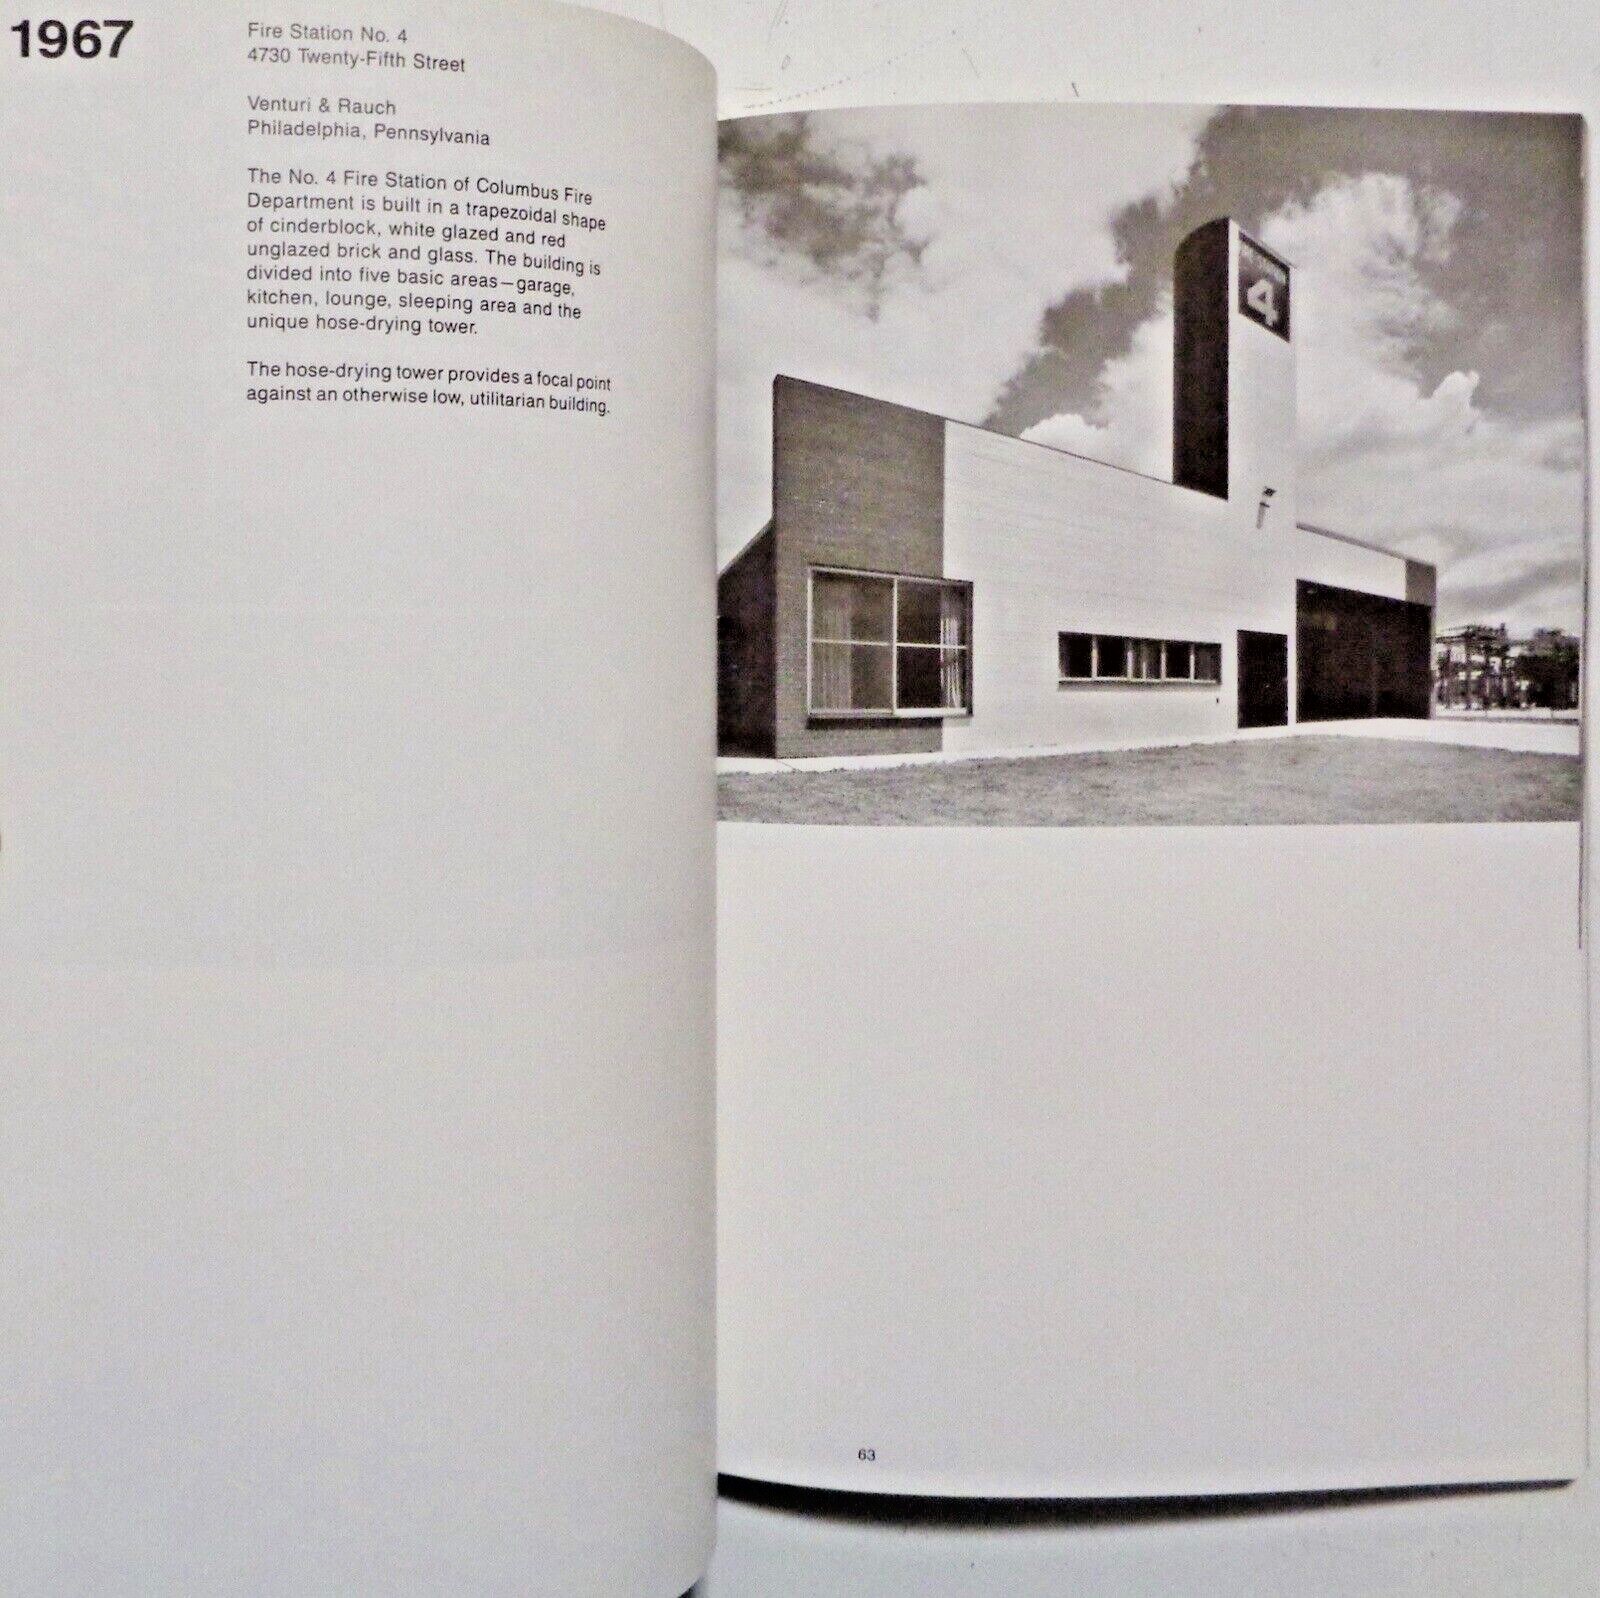 1967
Fire Station No. 4
4730 Twenty-Fifth Street
Venturi & Rauch
Philadelphia, Pennsylvania
The No. 4 Fire Station of Columbus Fire
Department is built in a trapezoidal shape
of cinderblock, white glazed and red
unglazed brick and glass. The building is
divided into five basic areas—garage,
kitchen, lounge, sleeping area and the
unique hose-drying tower.
The hose-drying tower provides a focal point
against an otherwise low, utilitarian building.
4
63